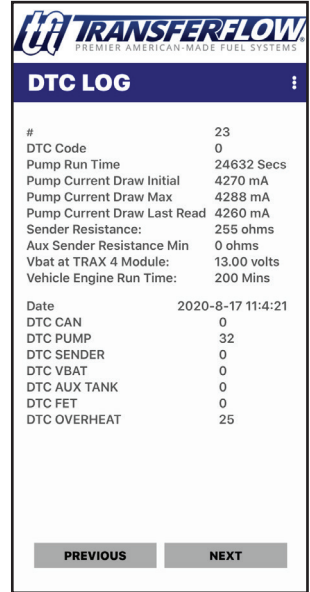 tfi TRANSFERFLOW®
PREMIER AMERICAN-MADE FUEL SYSTEMS
DTC LOG
# 23
DTC Code 0
Pump Run Time 24632 Secs
Pump Current Draw Initial 4270 mA
Pump Current Draw Max 4288 mA
Pump Current Draw Last Read 4260 mA
Sender Resistance: 255 ohms
Aux Sender Resistance Min 0 ohms
Vbat at TRAX 4 Module: 13.00 volts
Vehicle Engine Run Time: 200 Mins
Date 2020-8-17 11:4:21
DTC CAN 0
DTC PUMP 32
DTC SENDER 0
DTC VBAT 0
DTC AUX TANK 0
DTC FET 0
DTC OVERHEAT 25
PREVIOUS NEXT